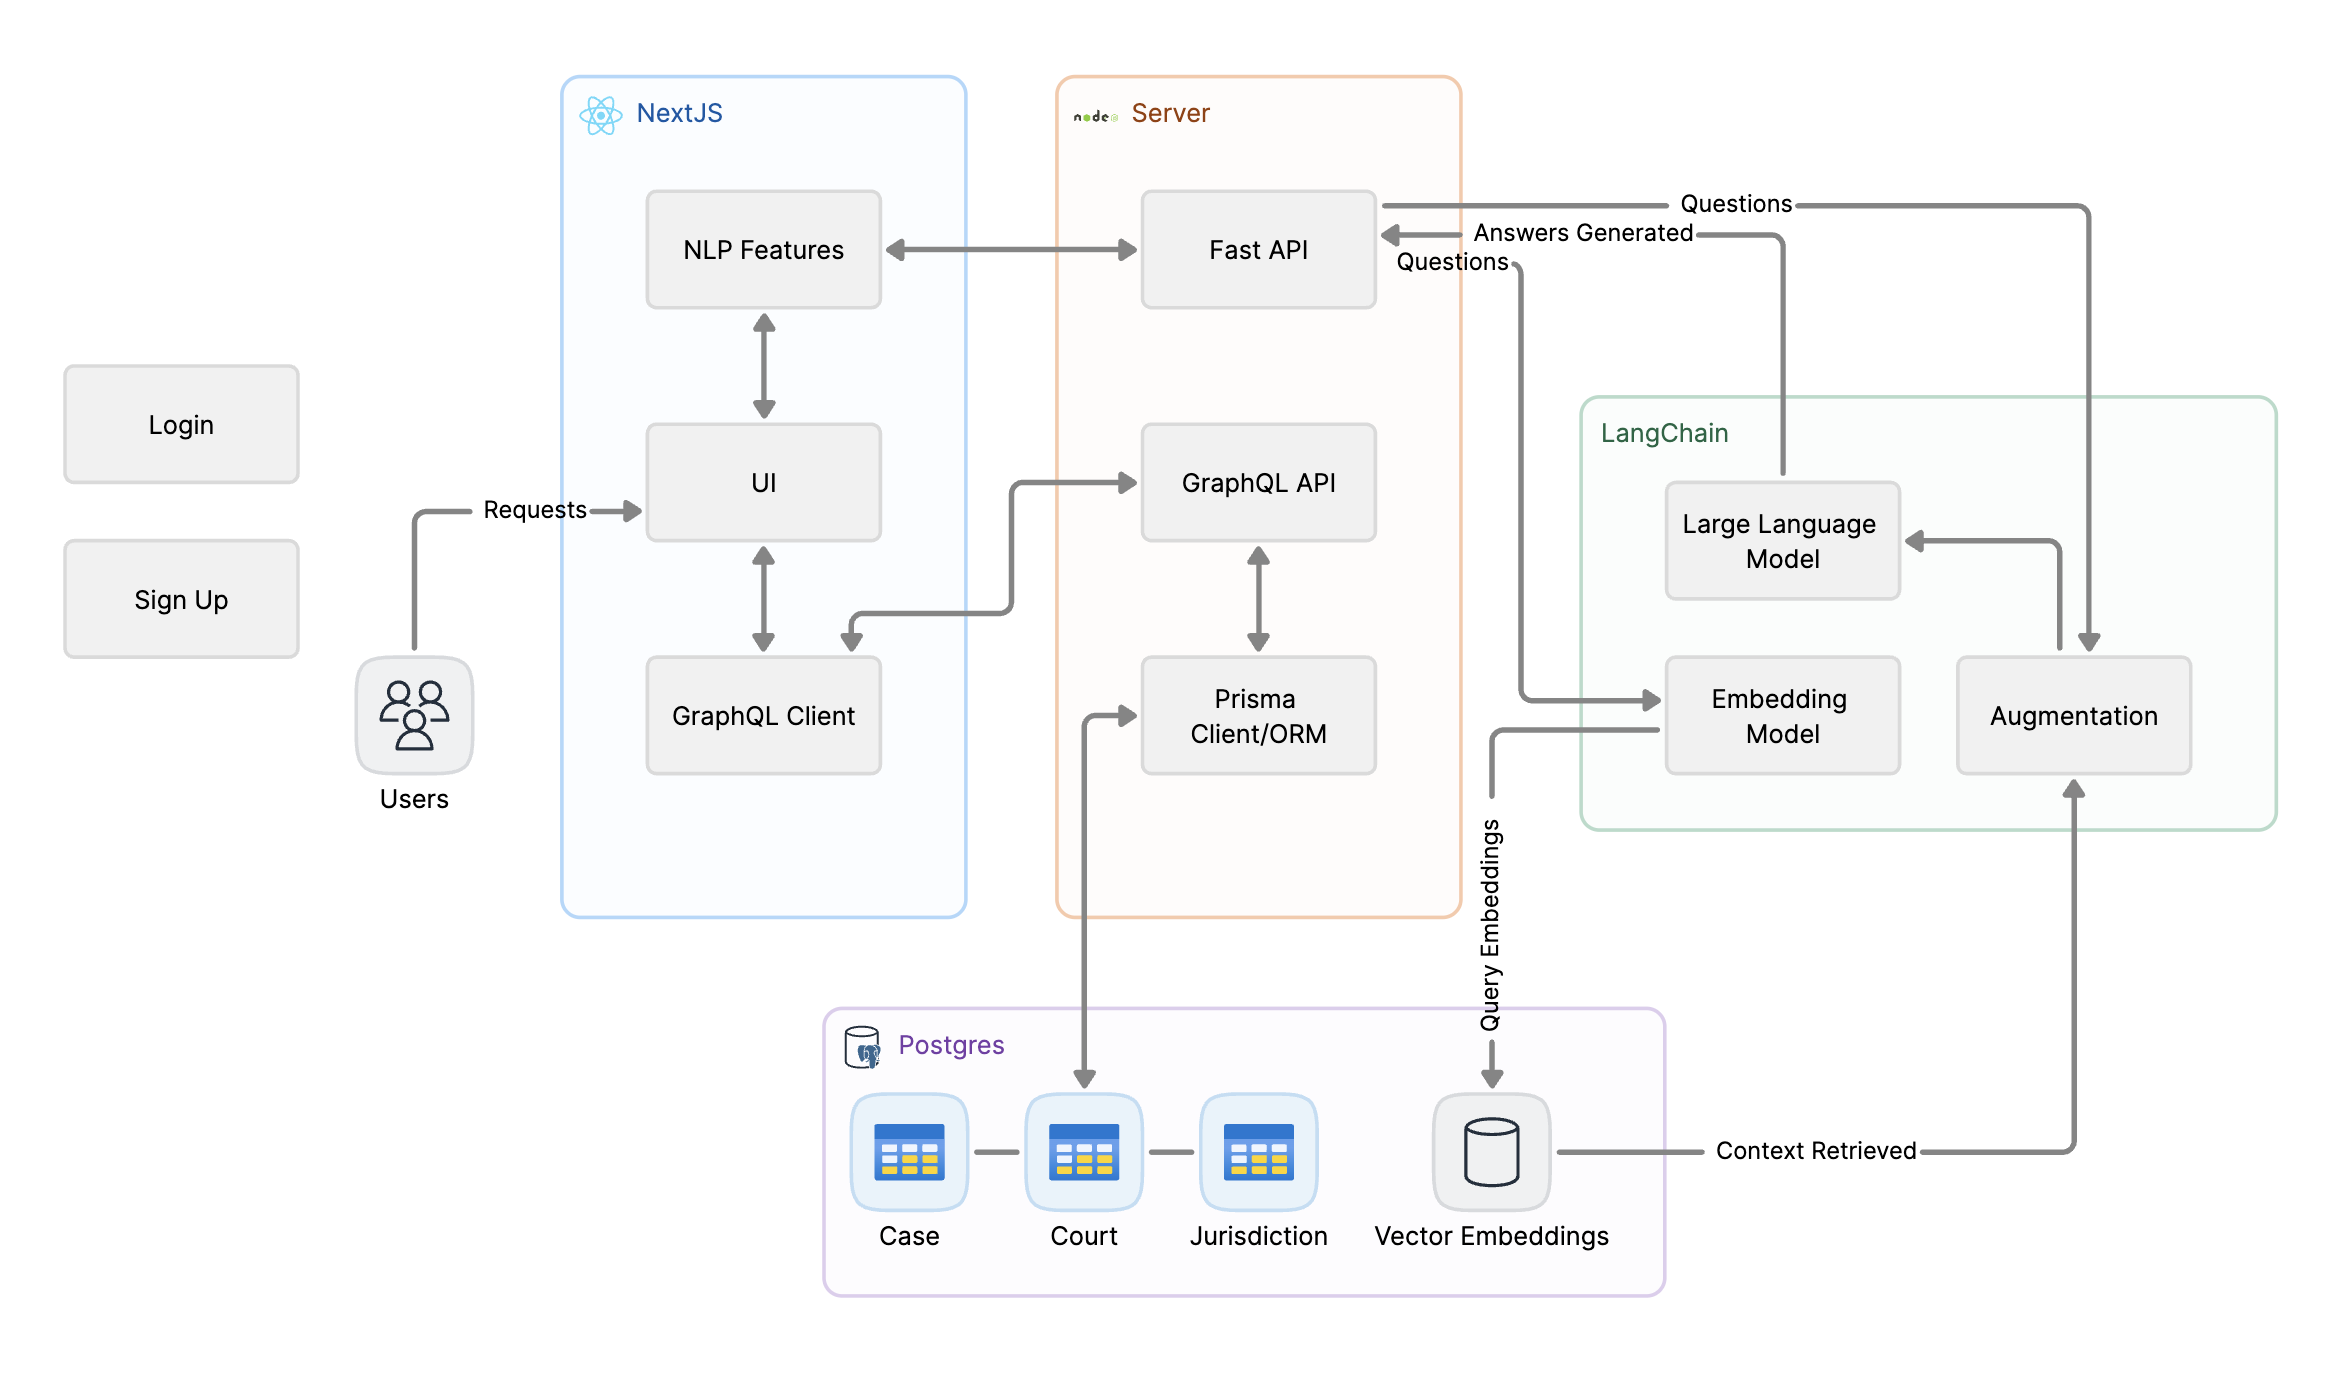 NextJS
node
Server
NLP Features
Fast API
Questions
Answers Generated
Questions
Login
UI
GraphQL API
LangChain
Large Language
Model
Requests
Sign Up
GraphQL Client
Prisma
Client/ORM
Embedding
Model
Augmentation
Users
Query Embeddings
Postgres
Context Retrieved
Case
Court
Jurisdiction
Vector Embeddings